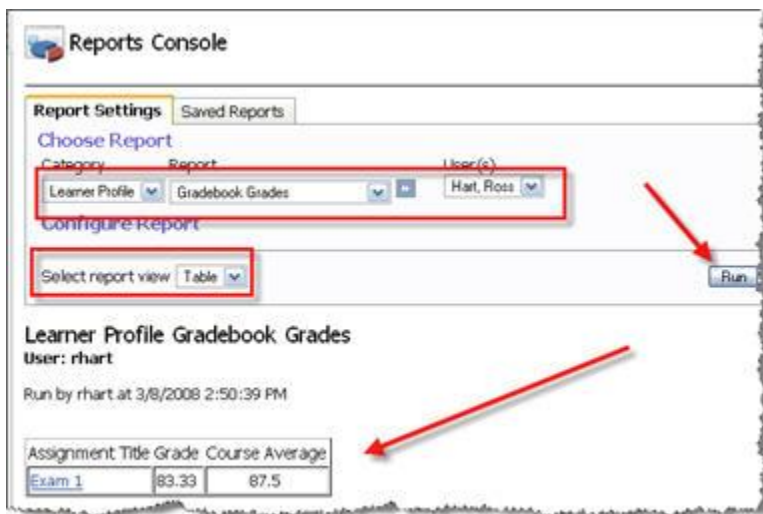 Reports Console
Report Settings Saved Reports
Choose Report
Category Report User(s)
Learner Profile Gradebook Grades Hart, Ross
Configure Report
Select report view Table Run
Learner Profile Gradebook Grades
User: rhart
Run by rhart at 3/8/2008 2:50:39 PM
Assignment Title Grade Course Average
Exam 1 83.33 87.5